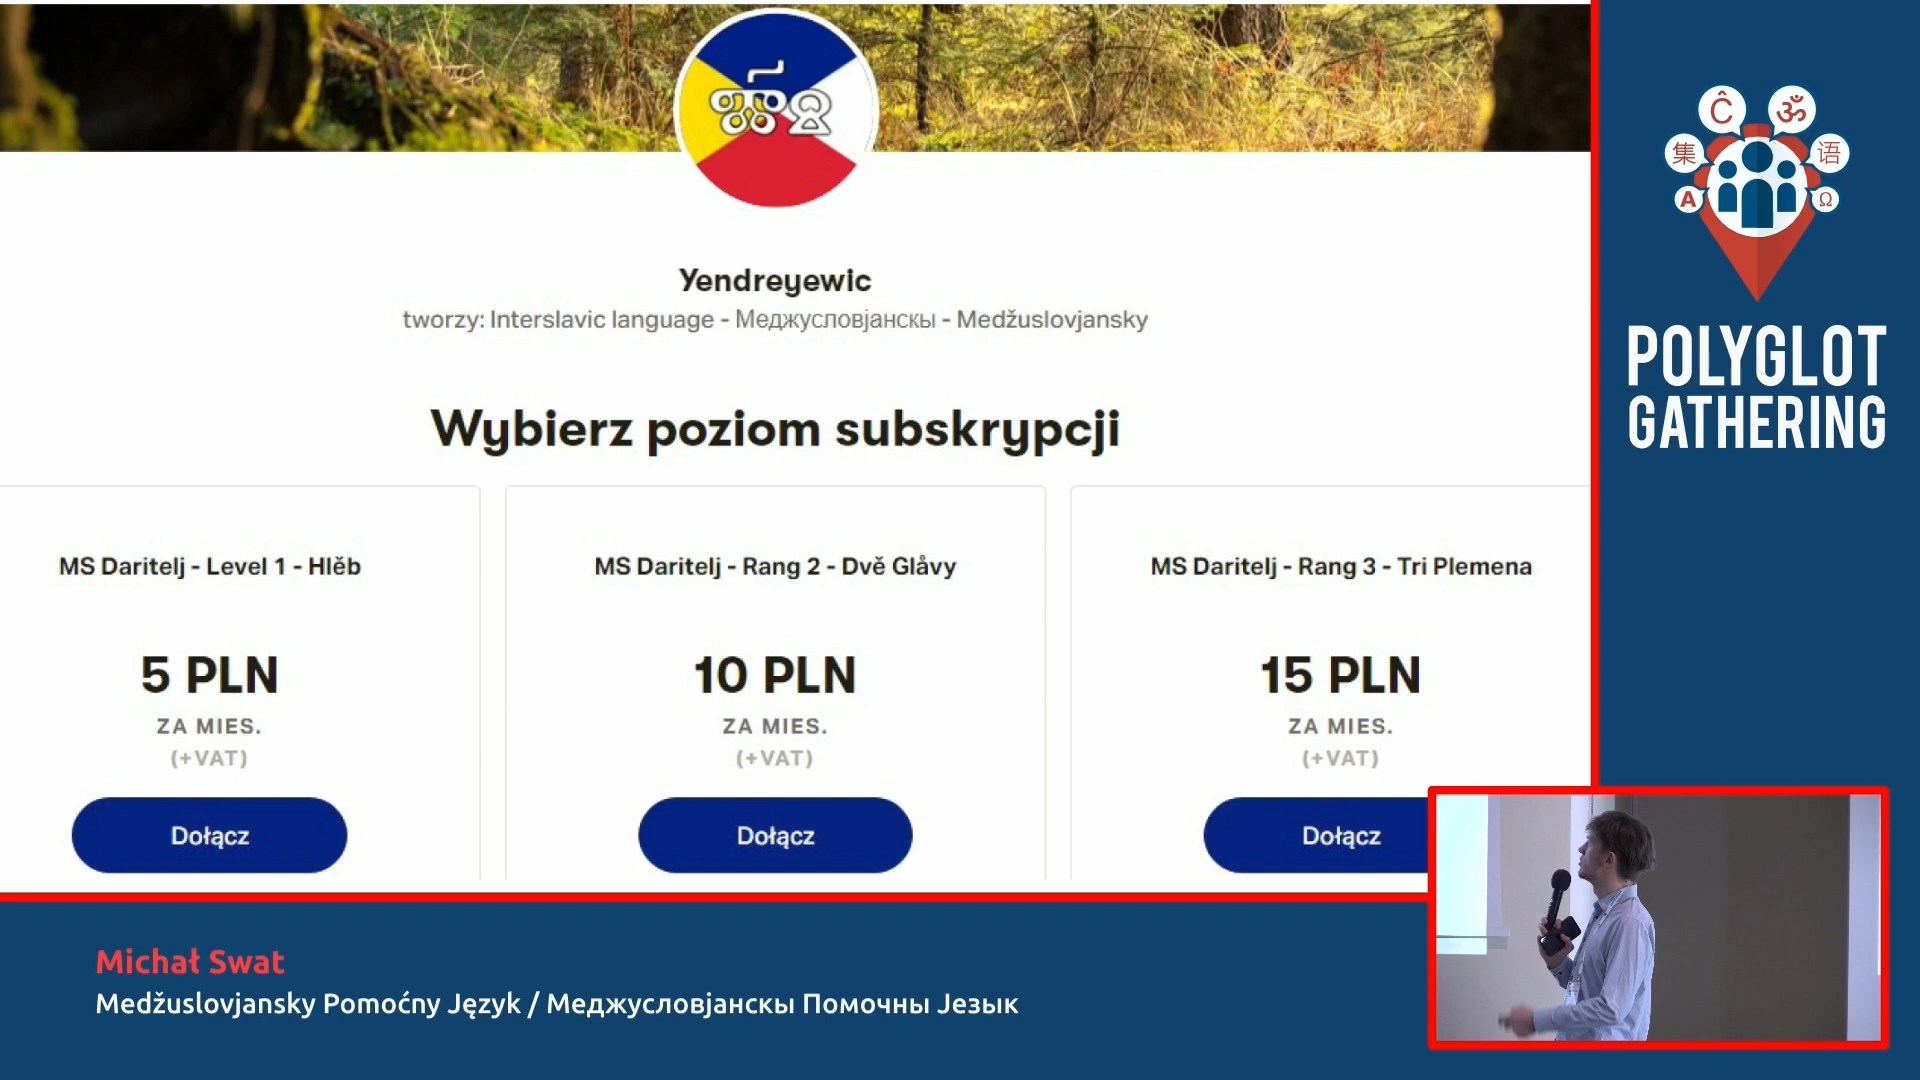 Yendreyewic
tworzy: Interslavic language - Меджусловјанскы - Medžuslovjansky
Wybierz poziom subskrypcji
MS Daritelj - Level 1 - Hlěb
5 PLN
ZA MIES.
(+VAT)
Dołącz
MS Daritelj - Rang 2 - Dvě Glåvy
10 PLN
ZA MIES.
(+VAT)
Dołącz
MS Daritelj - Rang 3 - Tri Plemena
15 PLN
ZA MIES.
(+VAT)
Dołącz
Ĉ
ॐ
集
语
A
Ω
POLYGLOT
GATHERING
Michał Swat
Medžuslovjansky Pomoćny Język / Меджусловјанскы Помочны Језык